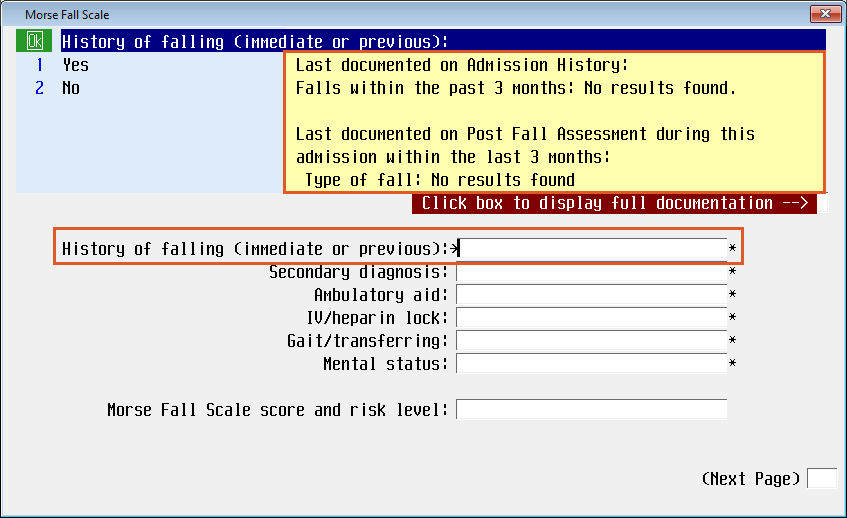 Morse Fall Scale
Ok History of falling (immediate or previous):
1 Yes
2 No
Last documented on Admission History:
Falls within the past 3 months: No results found.
Last documented on Post Fall Assessment during this
admission within the last 3 months:
Type of fall: No results found
Click box to display full documentation -->
History of falling (immediate or previous):→ *
Secondary diagnosis: *
Ambulatory aid: *
IV/heparin lock: *
Gait/transferring: *
Mental status: *
Morse Fall Scale score and risk level:
(Next Page)